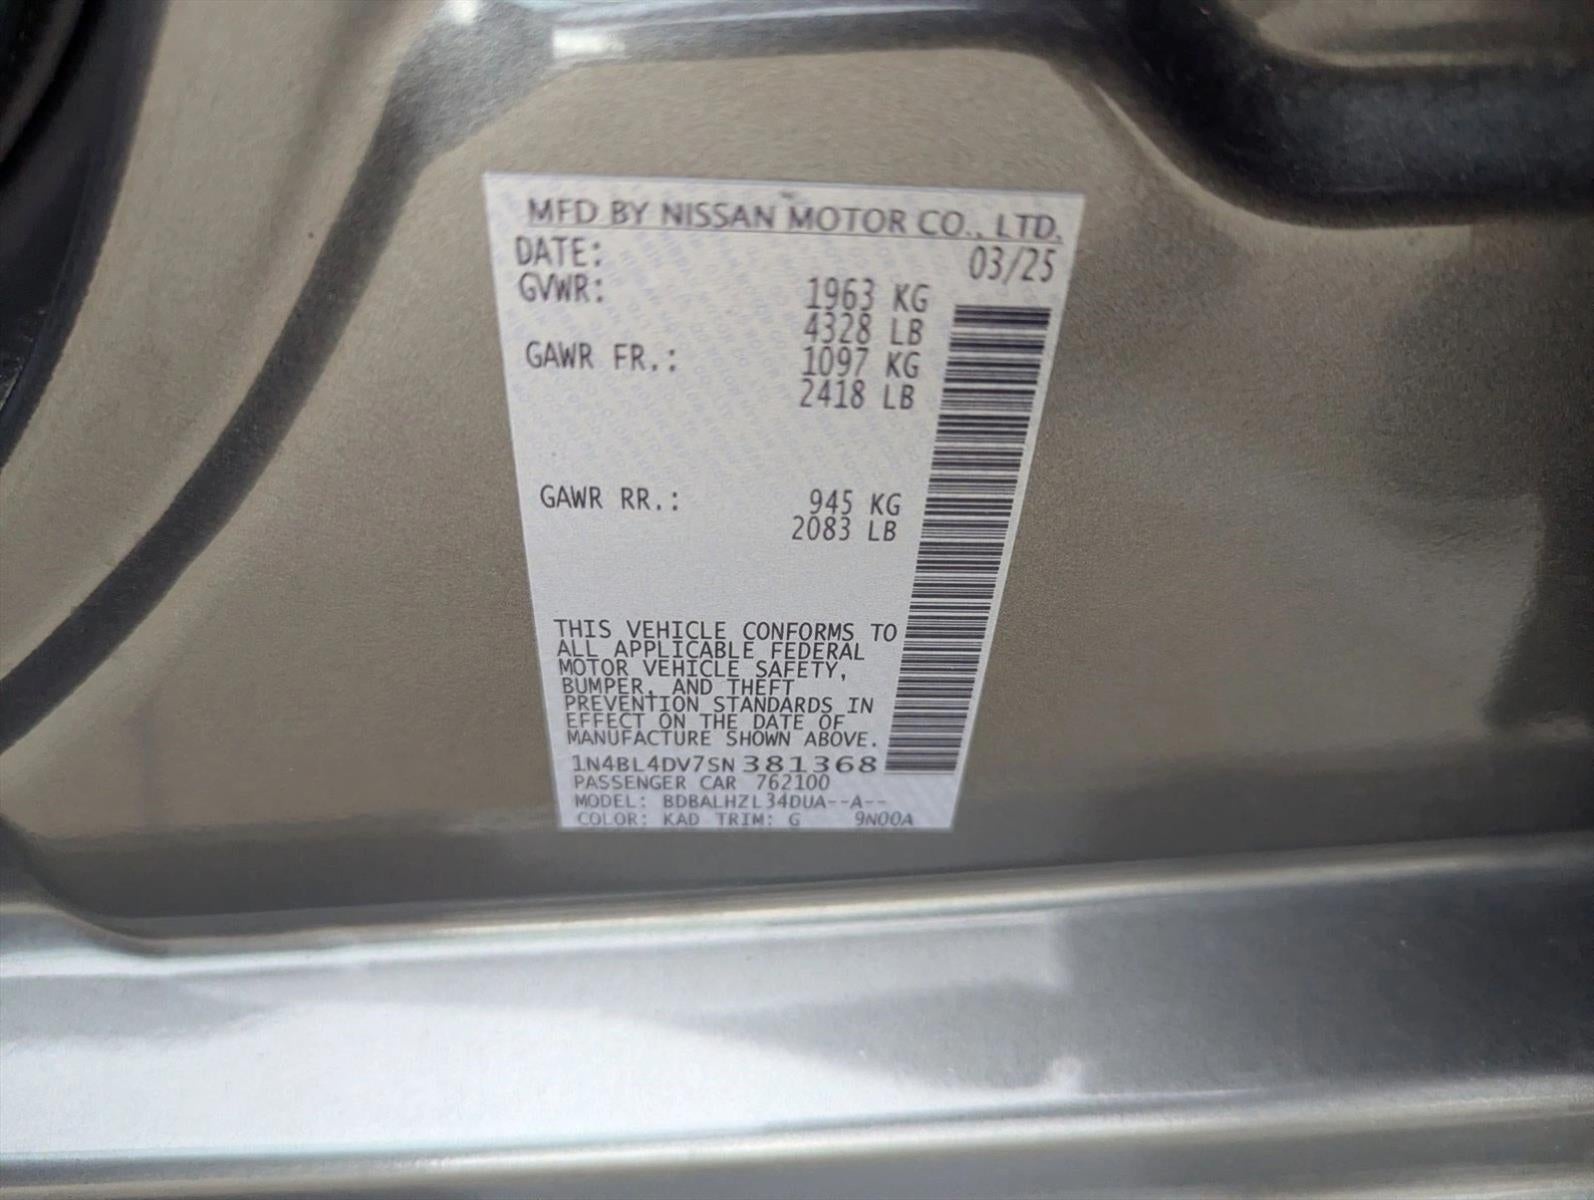 MFD BY NISSAN MOTOR CO., LTD.
DATE: 03/25
GVWR: 1963 KG
4328 LB
GAWR FR.: 1097 KG
2418 LB
GAWR RR.: 945 KG
2083 LB
THIS VEHICLE CONFORMS TO
ALL APPLICABLE FEDERAL
MOTOR VEHICLE SAFETY,
BUMPER, AND THEFT
PREVENTION STANDARDS IN
EFFECT ON THE DATE OF
MANUFACTURE SHOWN ABOVE.
1N4BL4DV7SN381368
PASSENGER CAR 762100
MODEL: BDBALHZL34DUA--A--
COLOR: KAD TRIM: G 9N00A